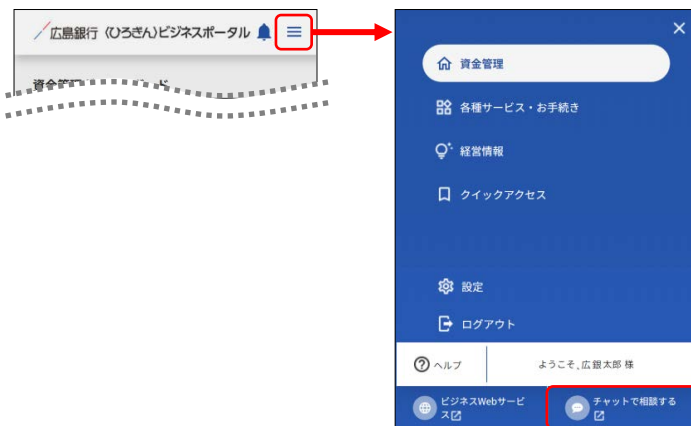 広島銀行〈ひろぎん〉ビジネスポータル
資金管理
資金管理
各種サービス・お手続き
経営情報
クイックアクセス
設定
ログアウト
ヘルプ
ようこそ,広銀太郎 様
ビジネスWebサービ
ス
チャットで相談する